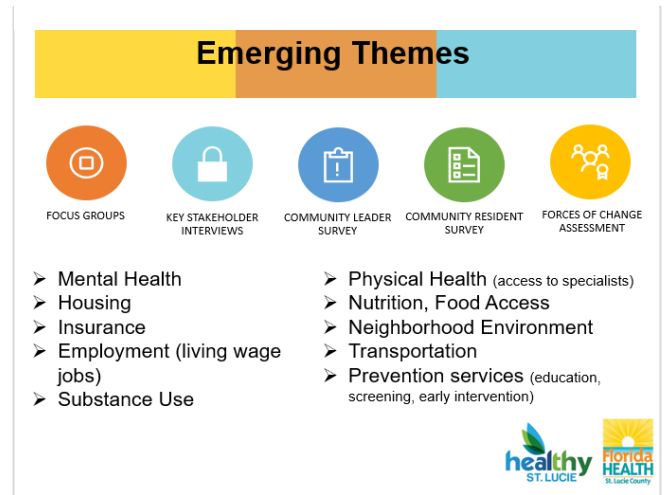 Emerging Themes
FOCUS GROUPS
KEY STAKEHOLDER
INTERVIEWS
COMMUNITY LEADER
SURVEY
COMMUNITY RESIDENT
SURVEY
FORCES OF CHANGE
ASSESSMENT
➢ Mental Health
➢ Housing
➢ Insurance
➢ Employment (living wage
jobs)
➢ Substance Use
➢ Physical Health (access to specialists)
➢ Nutrition, Food Access
➢ Neighborhood Environment
➢ Transportation
➢ Prevention services (education,
screening, early intervention)
healthy
ST. LUCIE
Florida
HEALTH
St. Lucie County